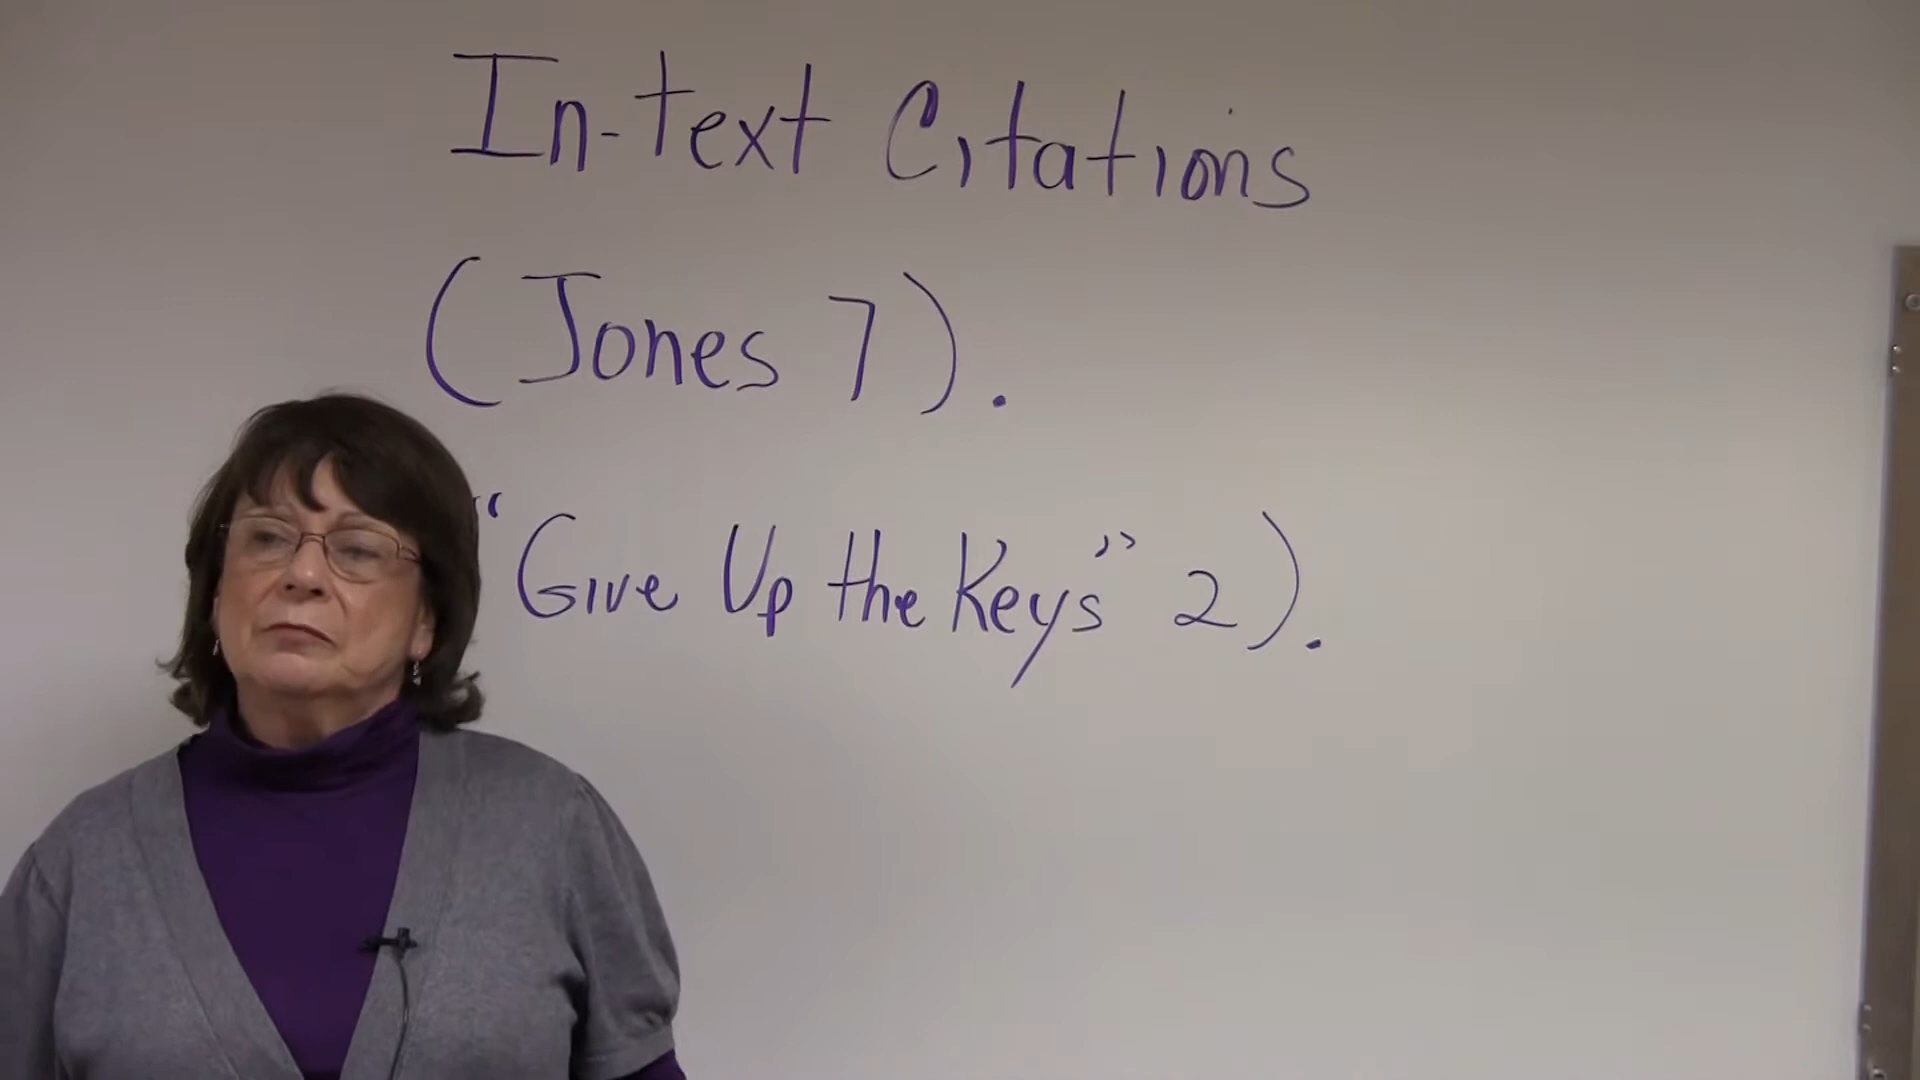 In-text Citations
(Jones 7).
"Give Up the Keys" 2).